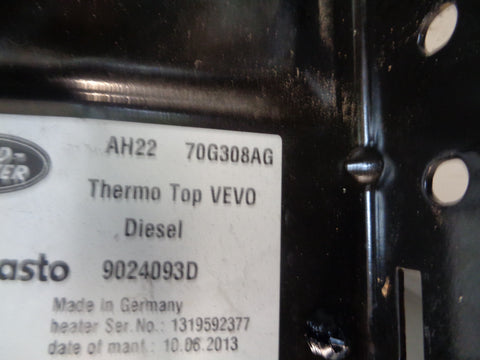 AH22 70G308AG
Thermo Top VEVO
Diesel
asto 9024093D
Made in Germany
heater Ser.No.: 1319592377
date of manf.: 10.06.2013